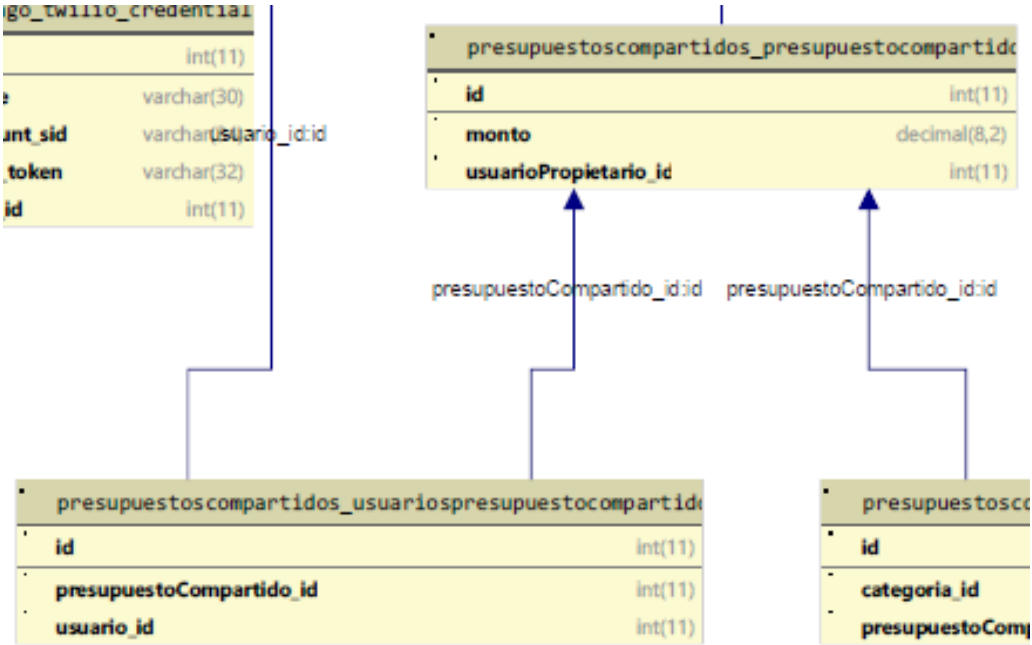 go_twilio_credential
int(11)
e varchar(30)
unt_sid varchar(34)
_token varchar(32)
id int(11)
usuario_id:id
presupuestoscompartidos_presupuestocompartido
id int(11)
monto decimal(8,2)
usuarioPropietario_id int(11)
presupuestoCompartido_id:id presupuestoCompartido_id:id
presupuestoscompartidos_usuariospresupuestocompartido
id int(11)
presupuestoCompartido_id int(11)
usuario_id int(11)
presupuestosco
id
categoria_id
presupuestoComp